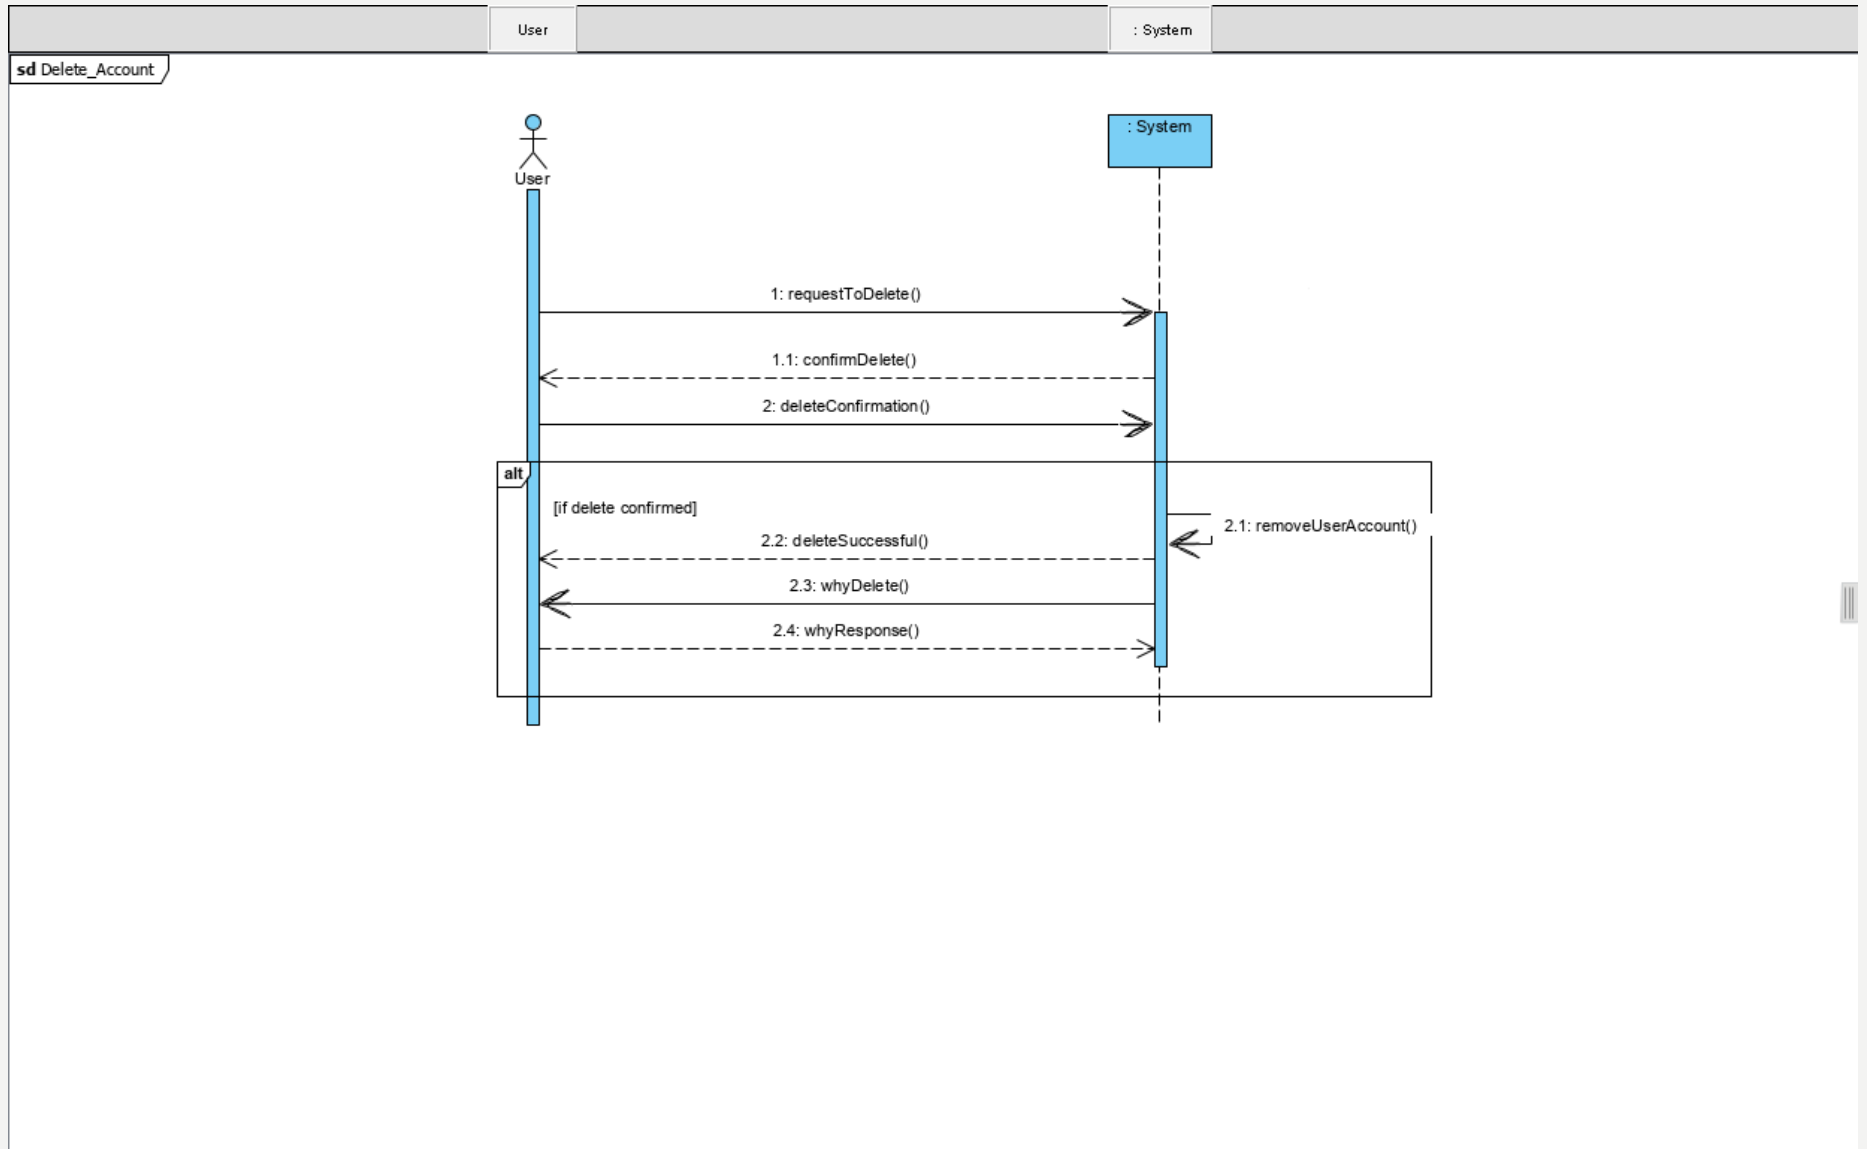 User
: System
sd Delete_Account
: System
User
1: requestToDelete()
1.1: confirmDelete()
2: deleteConfirmation()
alt
[if delete confirmed]
2.1: removeUserAccount()
2.2: deleteSuccessful()
2.3: whyDelete()
2.4: whyResponse()